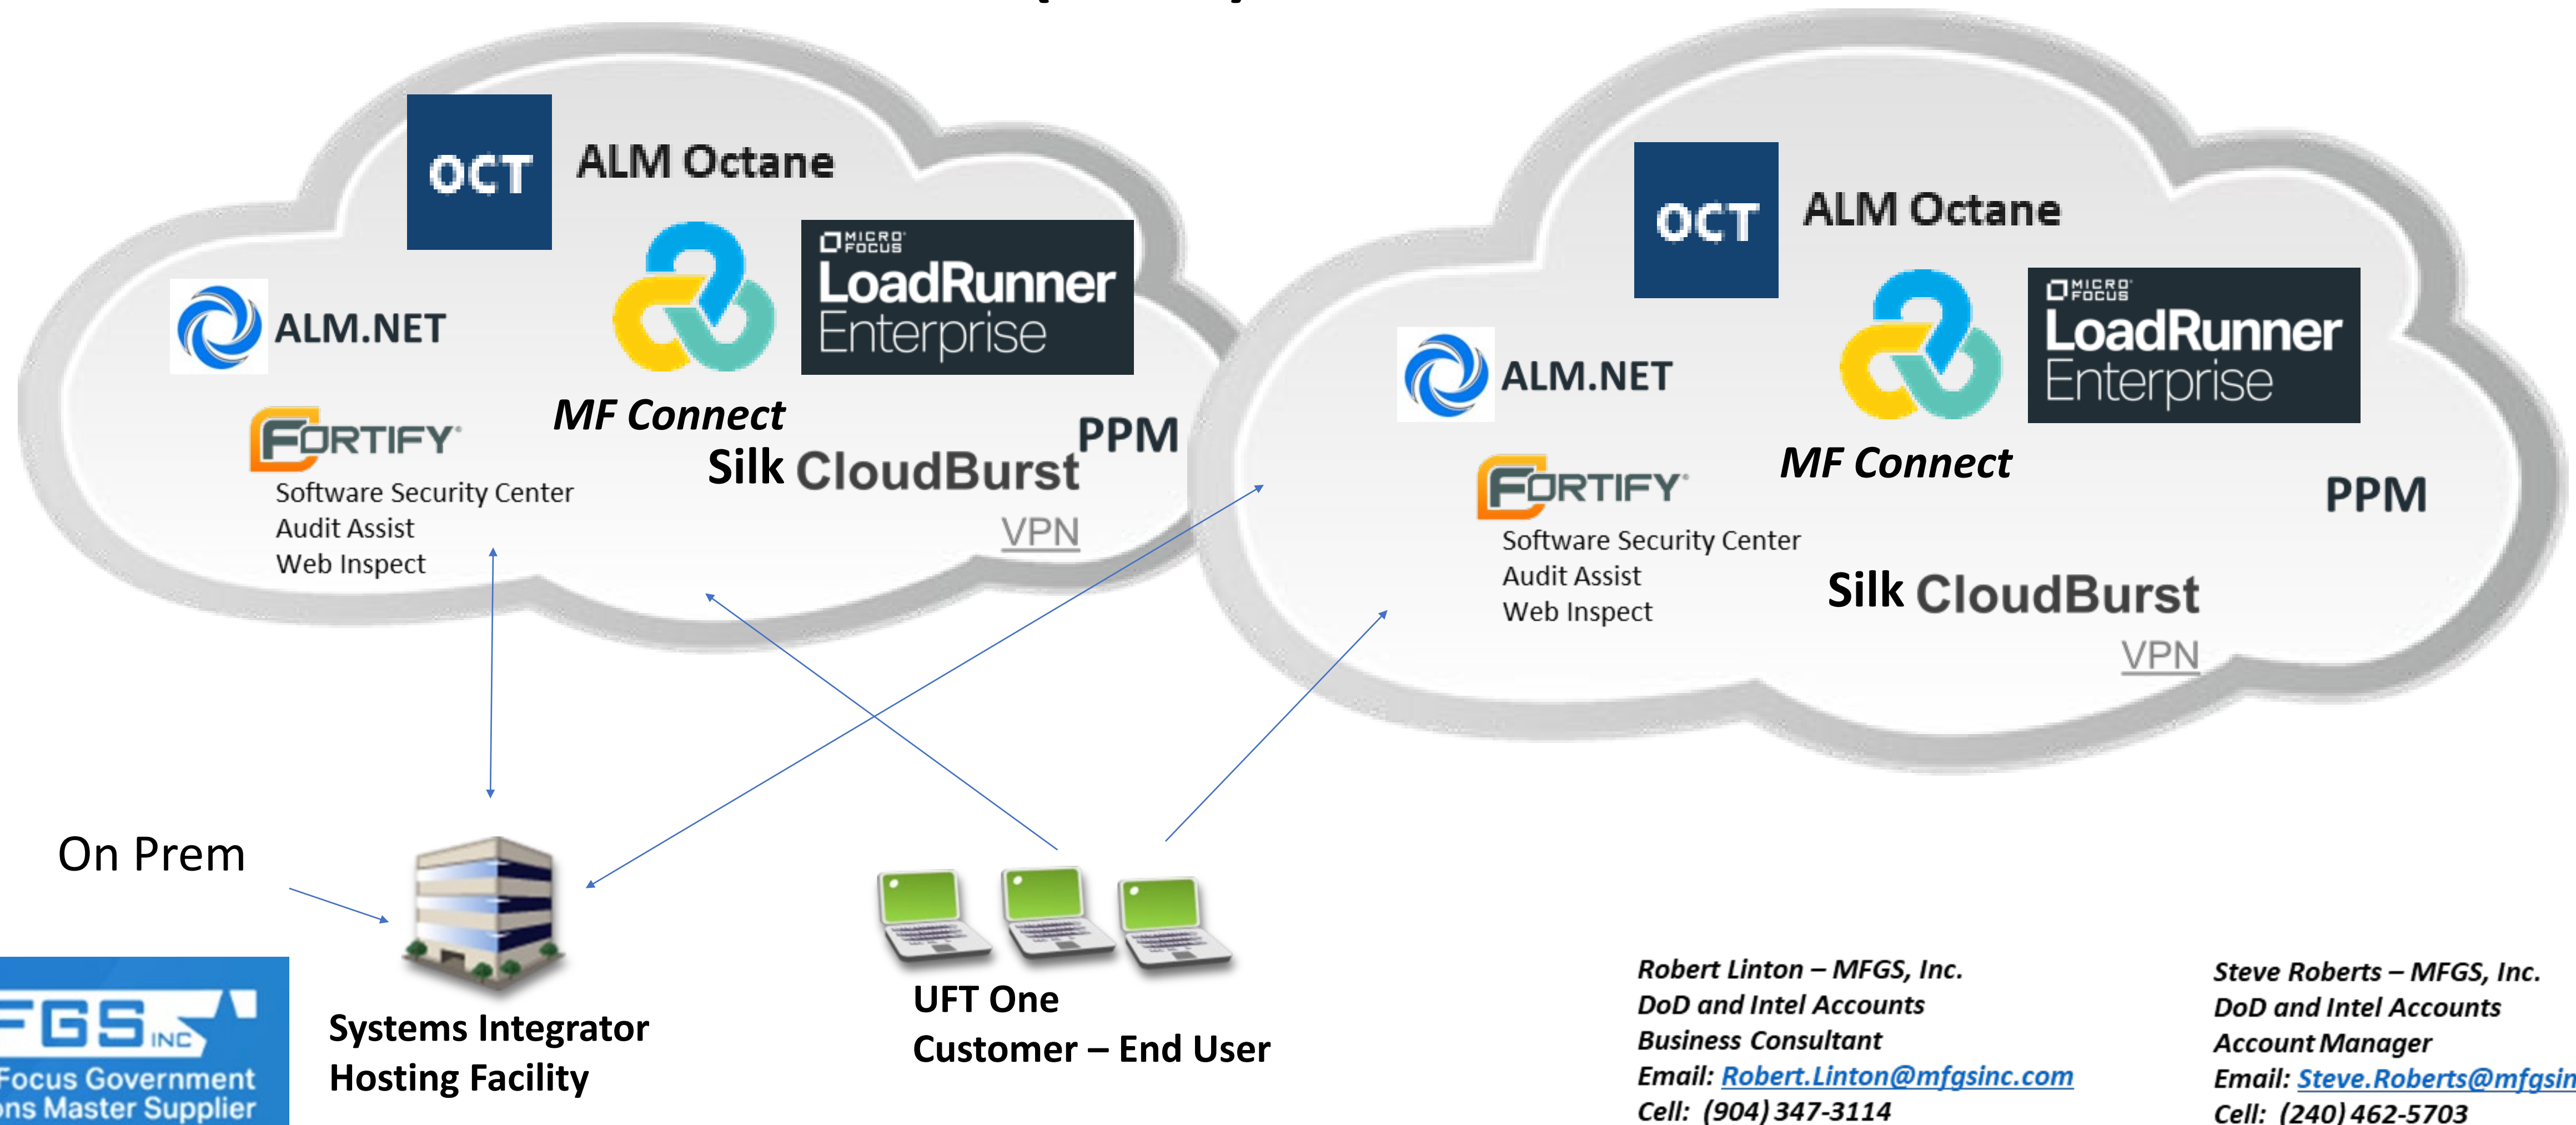 OCT
ALM Octane
MICRO FOCUS
LoadRunner
Enterprise
ALM.NET
MF Connect
FORTIFY
PPM
Silk CloudBurst
VPN
Software Security Center
Audit Assist
Web Inspect
OCT
ALM Octane
MICRO FOCUS
LoadRunner
Enterprise
ALM.NET
MF Connect
FORTIFY
PPM
Software Security Center
Audit Assist
Web Inspect
Silk CloudBurst
VPN
On Prem
Systems Integrator
Hosting Facility
UFT One
Customer – End User
FGS INC
Focus Government
ons Master Supplier
Robert Linton – MFGS, Inc.
DoD and Intel Accounts
Business Consultant
Email: Robert.Linton@mfgsinc.com
Cell: (904) 347-3114
Steve Roberts – MFGS, Inc.
DoD and Intel Accounts
Account Manager
Email: Steve.Roberts@mfgsin
Cell: (240) 462-5703